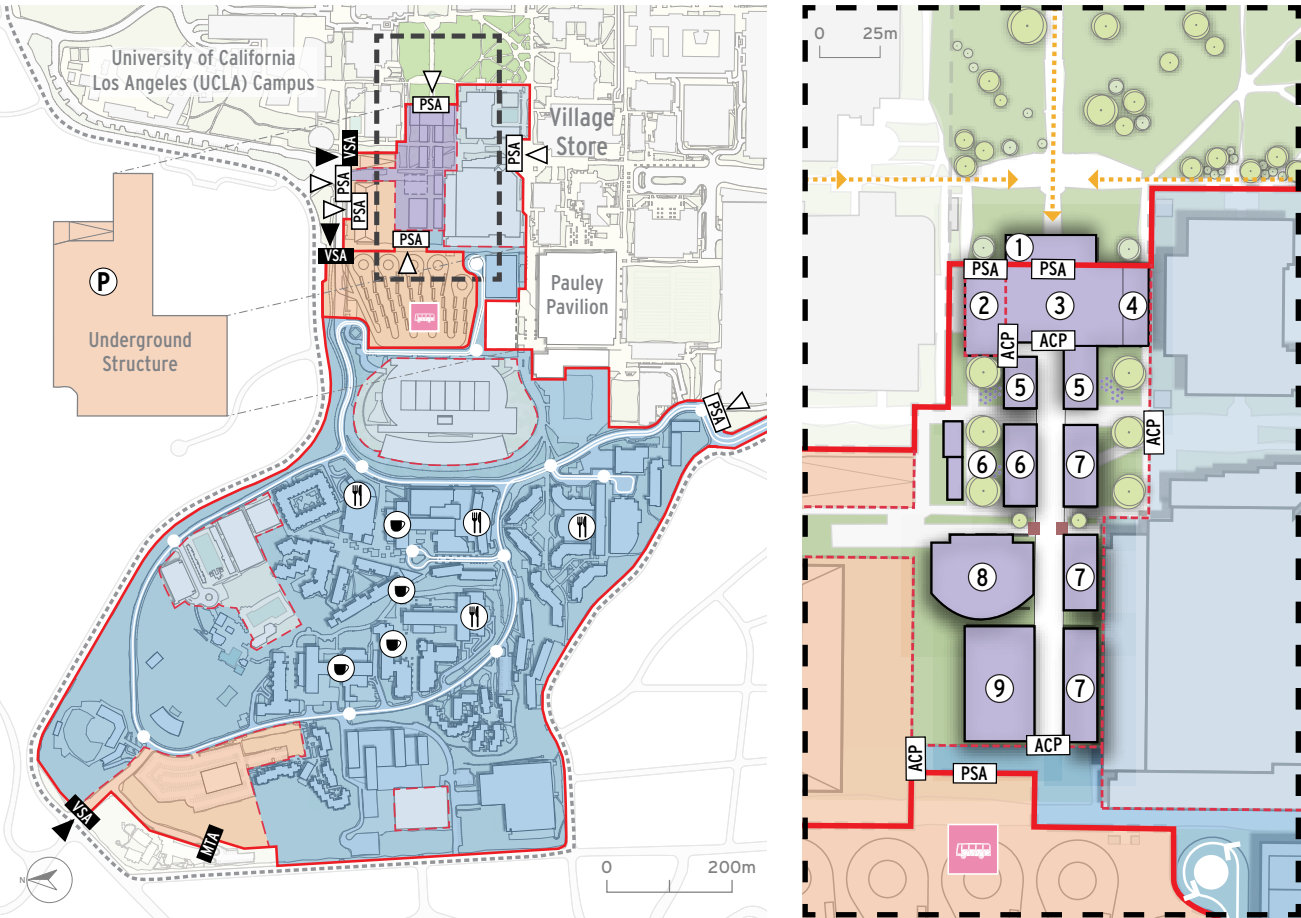 University of California
Los Angeles (UCLA) Campus
PSA
VSA
PSA
PSA
VSA
PSA
PSA
Village
Store
P
Underground
Structure
Pauley
Pavilion
PSA
VSA
MTA
N
0
200m
0
25m
1
PSA
PSA
2
3
4
ACP
ACP
5
5
ACP
6
6
7
8
7
9
7
ACP
ACP
PSA